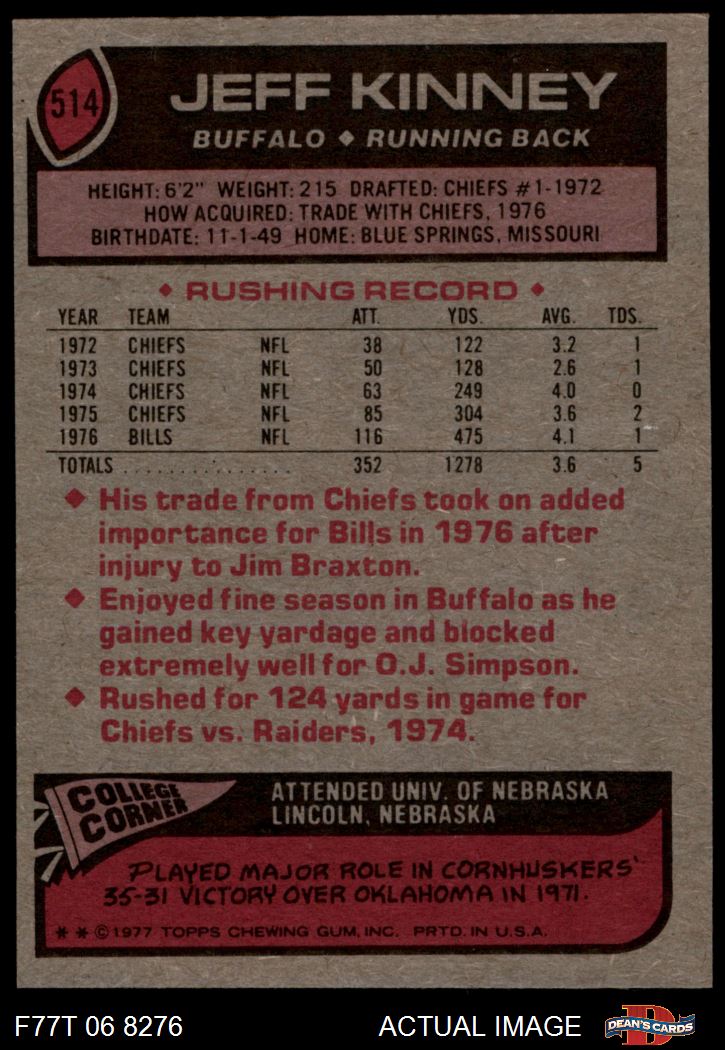 514
JEFF KINNEY
BUFFALO ◆ RUNNING BACK
HEIGHT: 6'2" WEIGHT: 215 DRAFTED: CHIEFS #1-1972
HOW ACQUIRED: TRADE WITH CHIEFS, 1976
BIRTHDATE: 11-1-49 HOME: BLUE SPRINGS, MISSOURI
◆ RUSHING RECORD ◆
YEAR TEAM ATT. YDS. AVG. TDS.
1972 CHIEFS NFL 38 122 3.2 1
1973 CHIEFS NFL 50 128 2.6 1
1974 CHIEFS NFL 63 249 4.0 0
1975 CHIEFS NFL 85 304 3.6 2
1976 BILLS NFL 116 475 4.1 1
TOTALS . . . . . . . . . . . . . . . 352 1278 3.6 5
◆ His trade from Chiefs took on added
importance for Bills in 1976 after
injury to Jim Braxton.
◆ Enjoyed fine season in Buffalo as he
gained key yardage and blocked
extremely well for O.J. Simpson.
◆ Rushed for 124 yards in game for
Chiefs vs. Raiders, 1974.
COLLEGE
CORNER
ATTENDED UNIV. OF NEBRASKA
LINCOLN, NEBRASKA
PLAYED MAJOR ROLE IN CORNHUSKERS'
35-31 VICTORY OVER OKLAHOMA IN 1971.
* * © 1977 TOPPS CHEWING GUM, INC. PRTD. IN U.S.A.
F77T 06 8276 ACTUAL IMAGE
DEAN'S CARDS